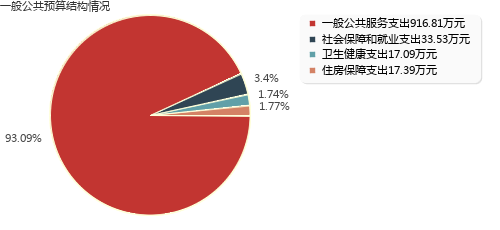 一般公共预算结构情况
一般公共服务支出916.81万元
社会保障和就业支出33.53万元
卫生健康支出17.09万元
住房保障支出17.39万元
3.4%
1.74%
1.77%
93.09%